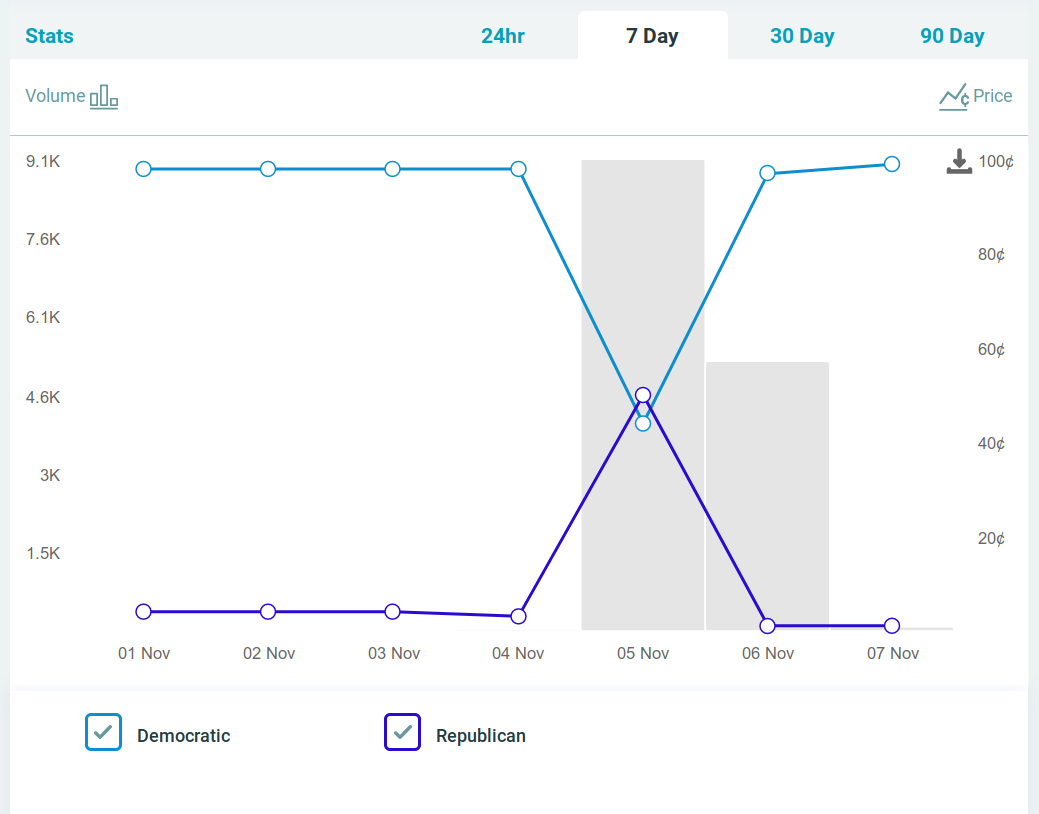 Stats 24hr 7 Day 30 Day 90 Day
Volume Price
9.1K 100¢
7.6K
80¢
6.1K
60¢
4.6K
40¢
3K
20¢
1.5K
01 Nov 02 Nov 03 Nov 04 Nov 05 Nov 06 Nov 07 Nov
Democratic Republican